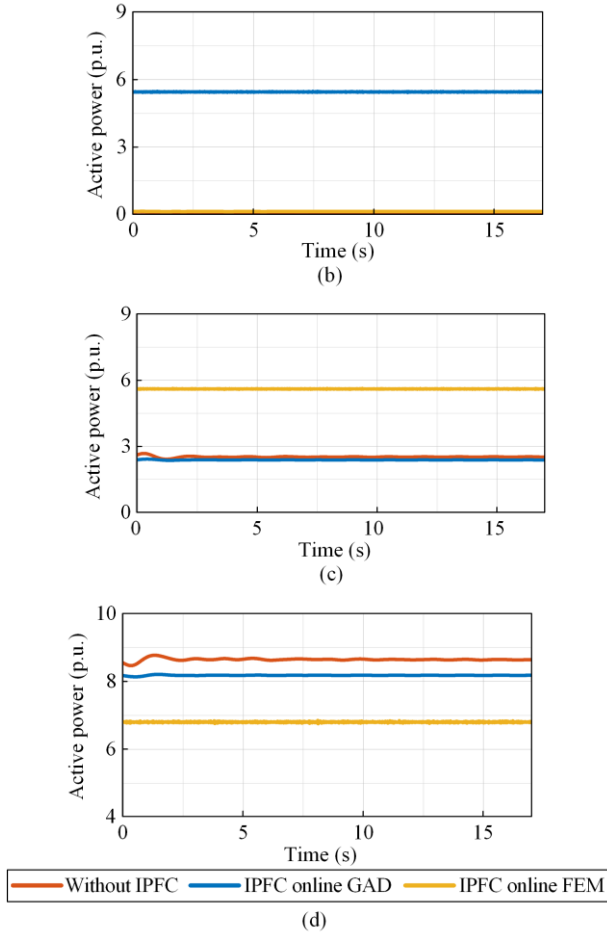 9
6
3
0
Active power (p.u.)
0 5 10 15
Time (s)
(b)
9
6
3
0
Active power (p.u.)
0 5 10 15
Time (s)
(c)
10
8
6
4
Active power (p.u.)
0 5 10 15
Time (s)
Without IPFC IPFC online GAD IPFC online FEM
(d)